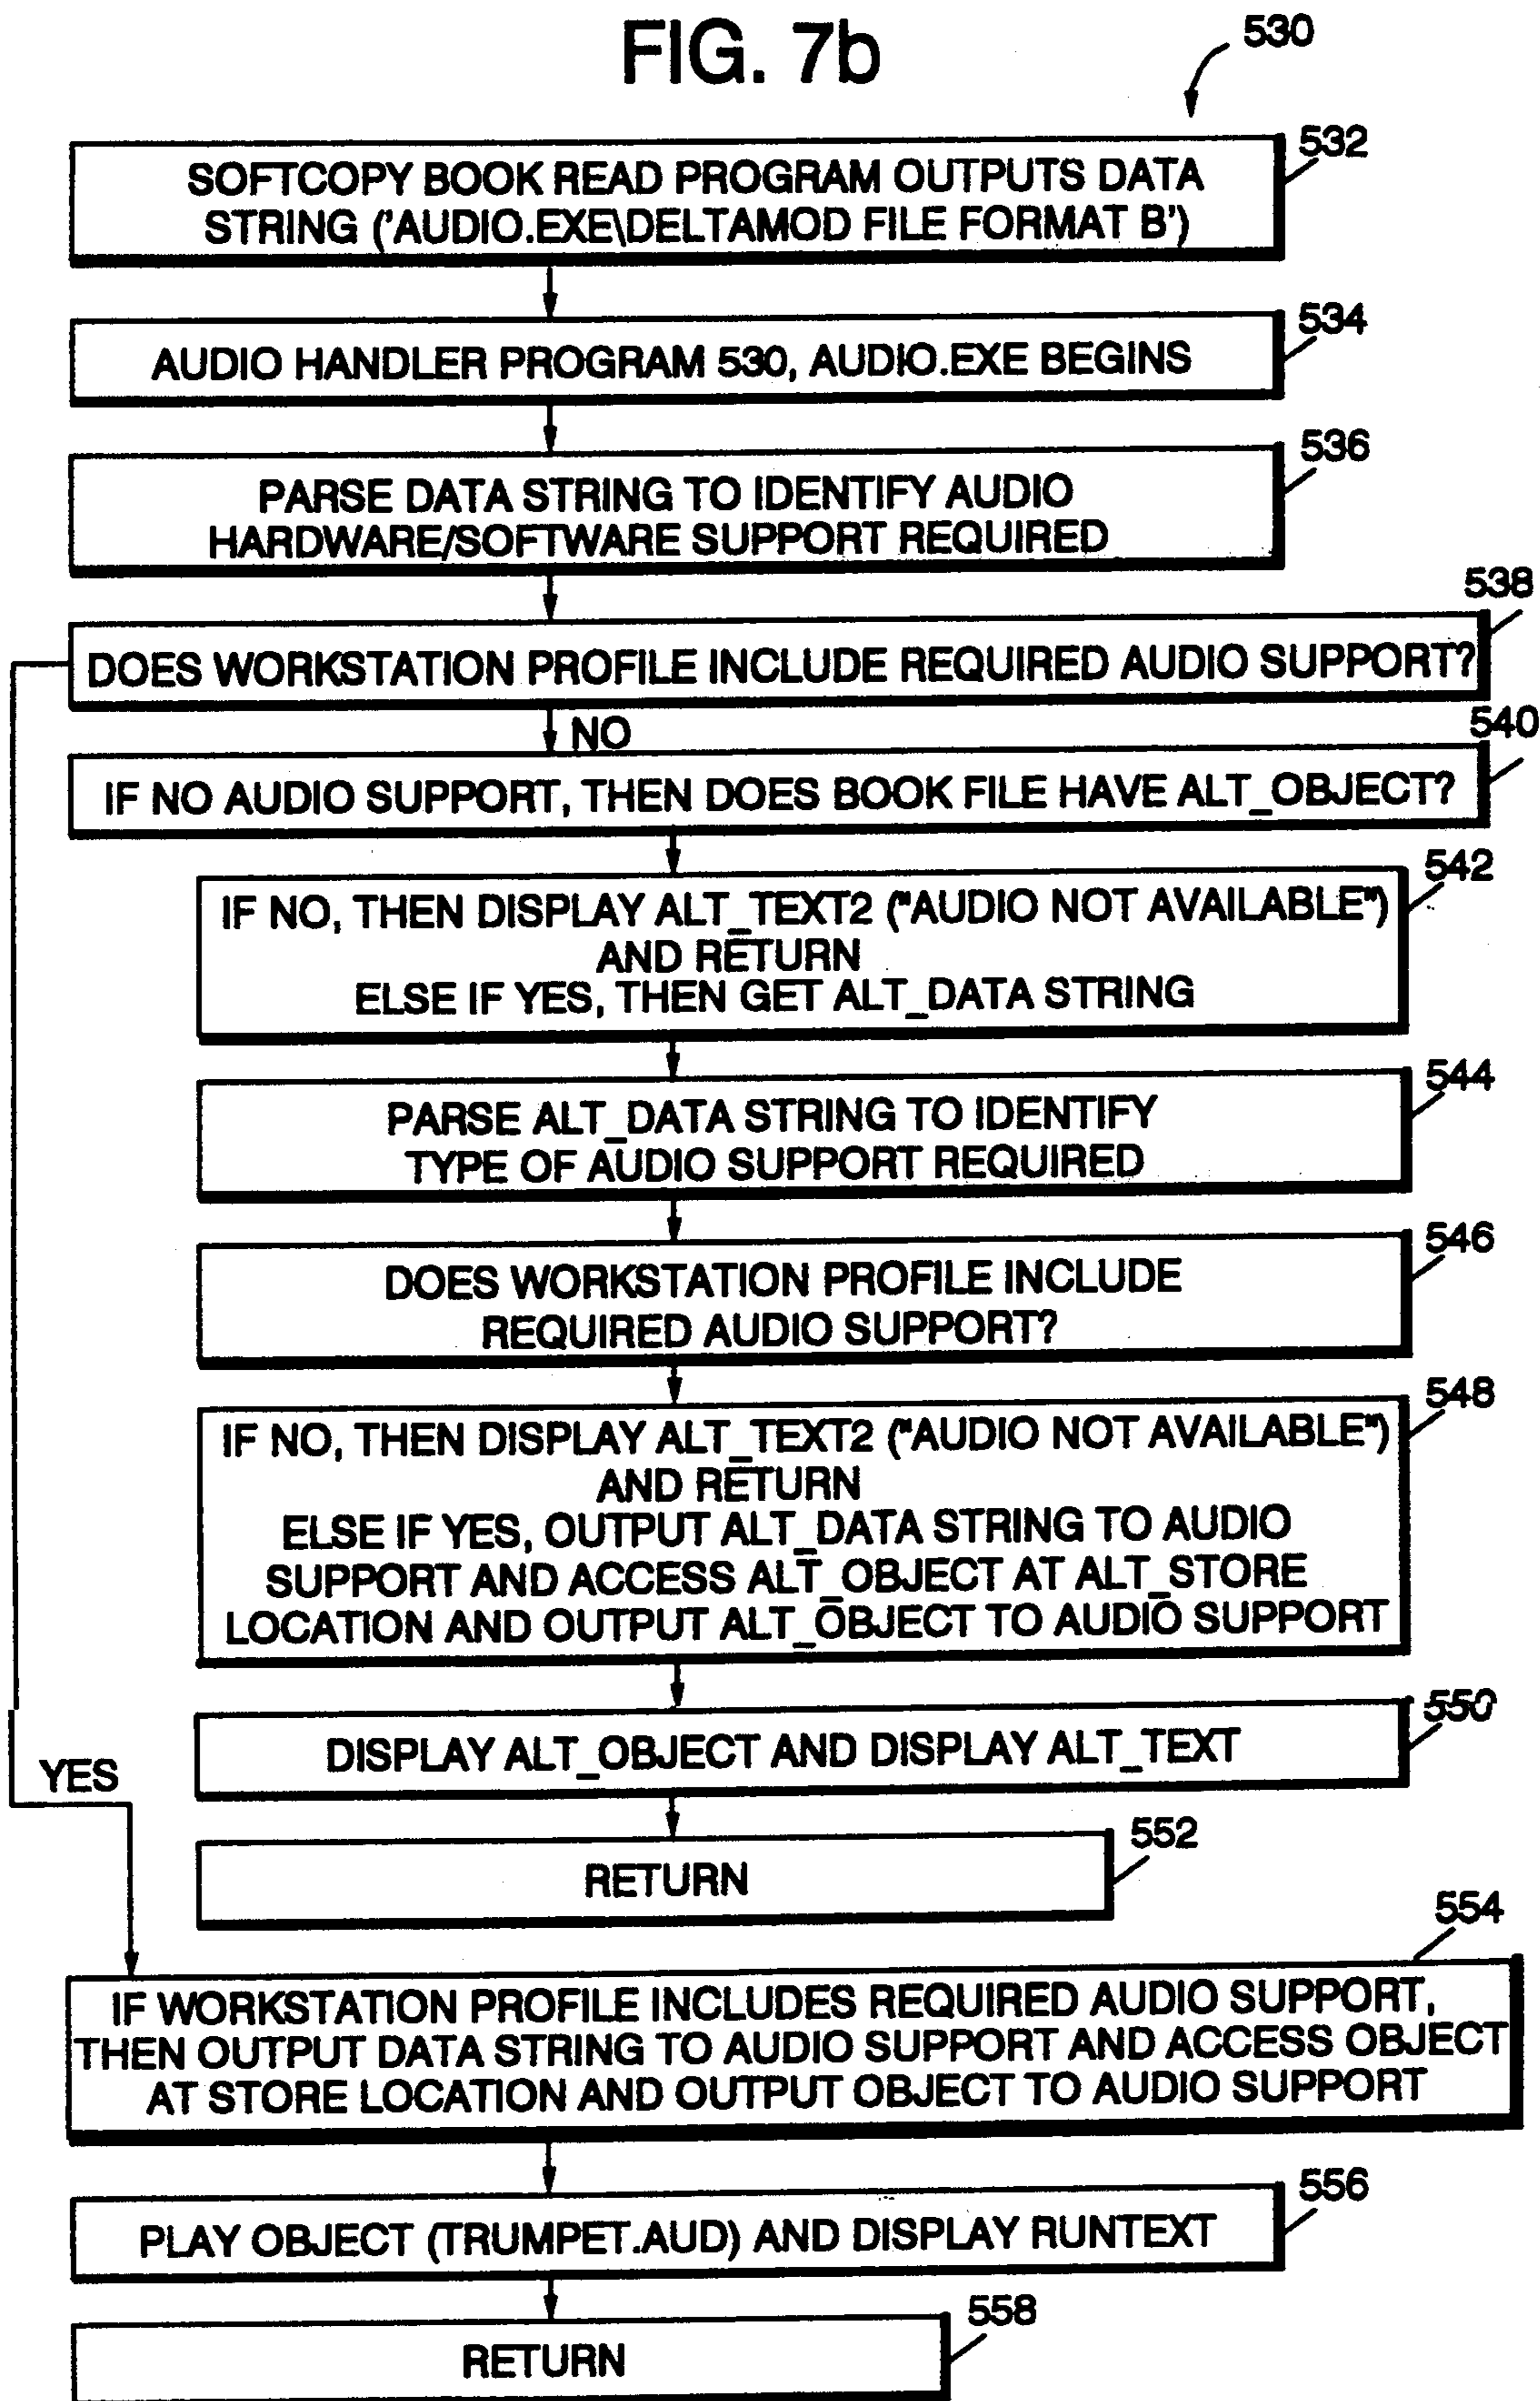 FIG. 7b
530
532
SOFTCOPY BOOK READ PROGRAM OUTPUTS DATA
STRING ('AUDIO.EXE\DELTAMOD FILE FORMAT B')
534
AUDIO HANDLER PROGRAM 530, AUDIO.EXE BEGINS
536
PARSE DATA STRING TO IDENTIFY AUDIO
HARDWARE/SOFTWARE SUPPORT REQUIRED
538
DOES WORKSTATION PROFILE INCLUDE REQUIRED AUDIO SUPPORT?
NO
540
IF NO AUDIO SUPPORT, THEN DOES BOOK FILE HAVE ALT_OBJECT?
542
IF NO, THEN DISPLAY ALT_TEXT2 ("AUDIO NOT AVAILABLE")
AND RETURN
ELSE IF YES, THEN GET ALT_DATA STRING
544
PARSE ALT_DATA STRING TO IDENTIFY
TYPE OF AUDIO SUPPORT REQUIRED
546
DOES WORKSTATION PROFILE INCLUDE
REQUIRED AUDIO SUPPORT?
548
IF NO, THEN DISPLAY ALT_TEXT2 ("AUDIO NOT AVAILABLE")
AND RETURN
ELSE IF YES, OUTPUT ALT_DATA STRING TO AUDIO
SUPPORT AND ACCESS ALT_OBJECT AT ALT_STORE
LOCATION AND OUTPUT ALT_OBJECT TO AUDIO SUPPORT
550
DISPLAY ALT_OBJECT AND DISPLAY ALT_TEXT
YES
552
RETURN
554
IF WORKSTATION PROFILE INCLUDES REQUIRED AUDIO SUPPORT,
THEN OUTPUT DATA STRING TO AUDIO SUPPORT AND ACCESS OBJECT
AT STORE LOCATION AND OUTPUT OBJECT TO AUDIO SUPPORT
556
PLAY OBJECT (TRUMPET.AUD) AND DISPLAY RUNTEXT
558
RETURN